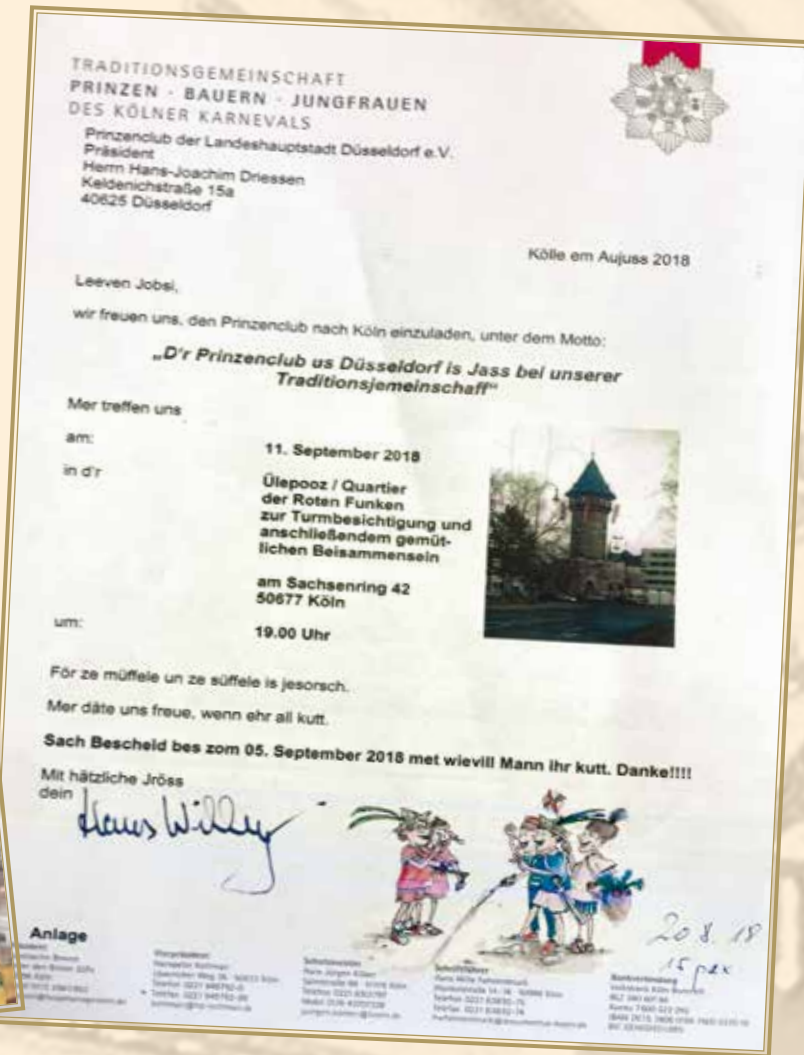 TRADITIONSGEMEINSCHAFT
PRINZEN · BAUERN · JUNGFRAUEN
DES KÖLNER KARNEVALS
Prinzenclub der Landeshauptstadt Düsseldorf e.V.
Präsident
Herrn Hans-Joachim Driessen
Keldenichstraße 15a
40625 Düsseldorf
Kölle em Aujuss 2018
Leeven Jobsi,
wir freuen uns, den Prinzenclub nach Köln einzuladen, unter dem Motto:
„D'r Prinzenclub us Düsseldorf is Jass bei unserer
Traditionsjemeinschaff“
Mer treffen uns
am:
11. September 2018
in d'r
Ülepooz / Quartier
der Roten Funken
zur Turmbesichtigung und
anschließendem gemüt-
lichen Beisammensein
am Sachsenring 42
50677 Köln
um:
19.00 Uhr
För ze müffele un ze süffele is jesorsch.
Mer däte uns freue, wenn ehr all kutt.
Sach Bescheid bes zom 05. September 2018 met wievill Mann ihr kutt. Danke!!!!
Mit hätzliche Jröss
dein
Hans Willy
20 8. 18
15 pax
Anlage
Schriftführer
Bankverbindung